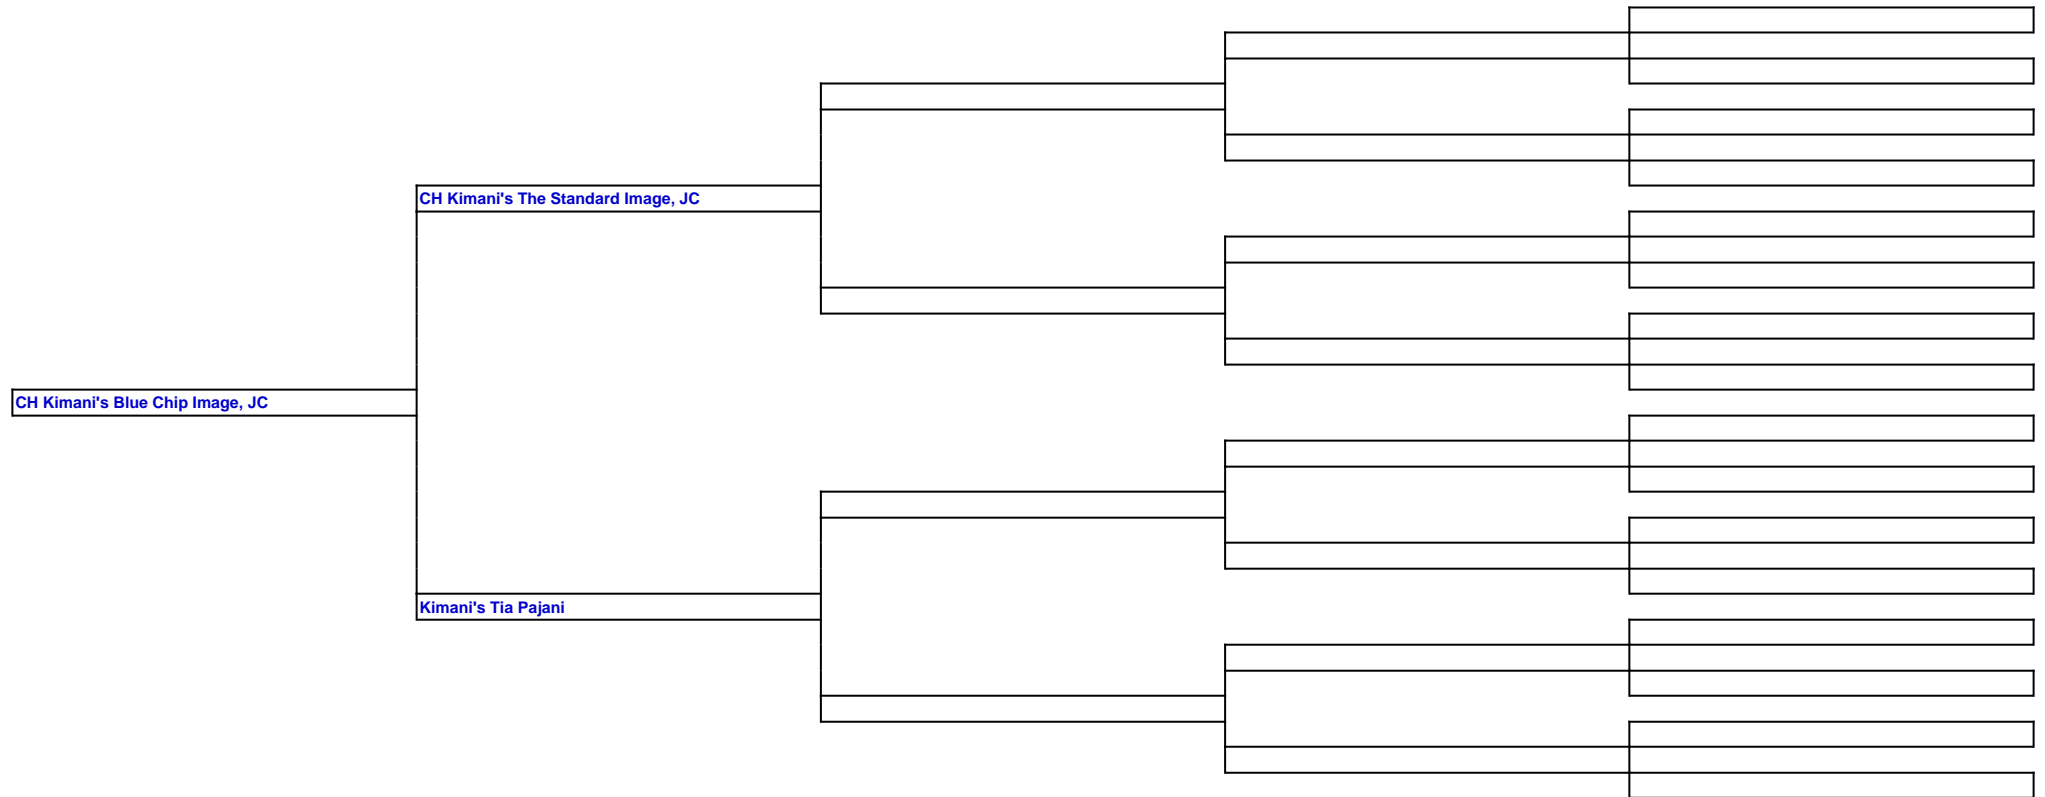 CH Kimani's The Standard Image, JC
CH Kimani's Blue Chip Image, JC
Kimani's Tia Pajani